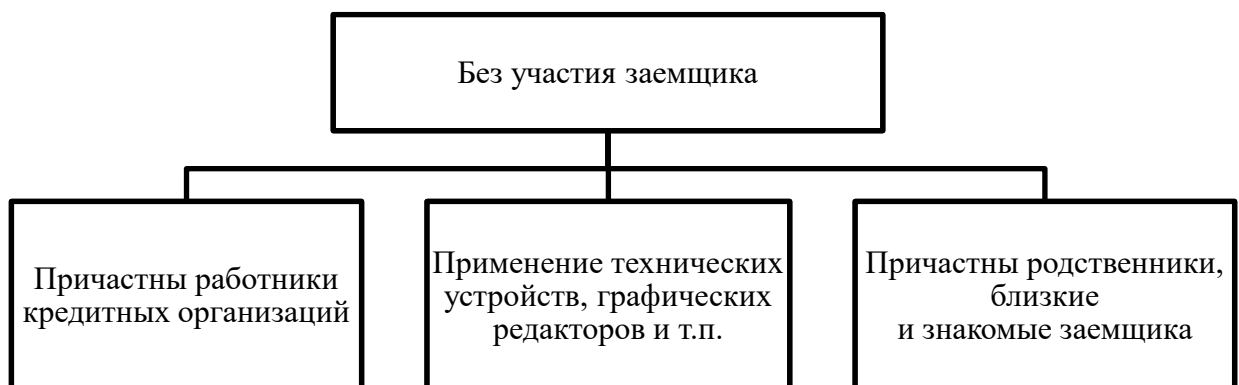 Без участия заемщика
Причастны работники
кредитных организаций
Применение технических
устройств, графических
редакторов и т.п.
Причастны родственники,
близкие
и знакомые заемщика